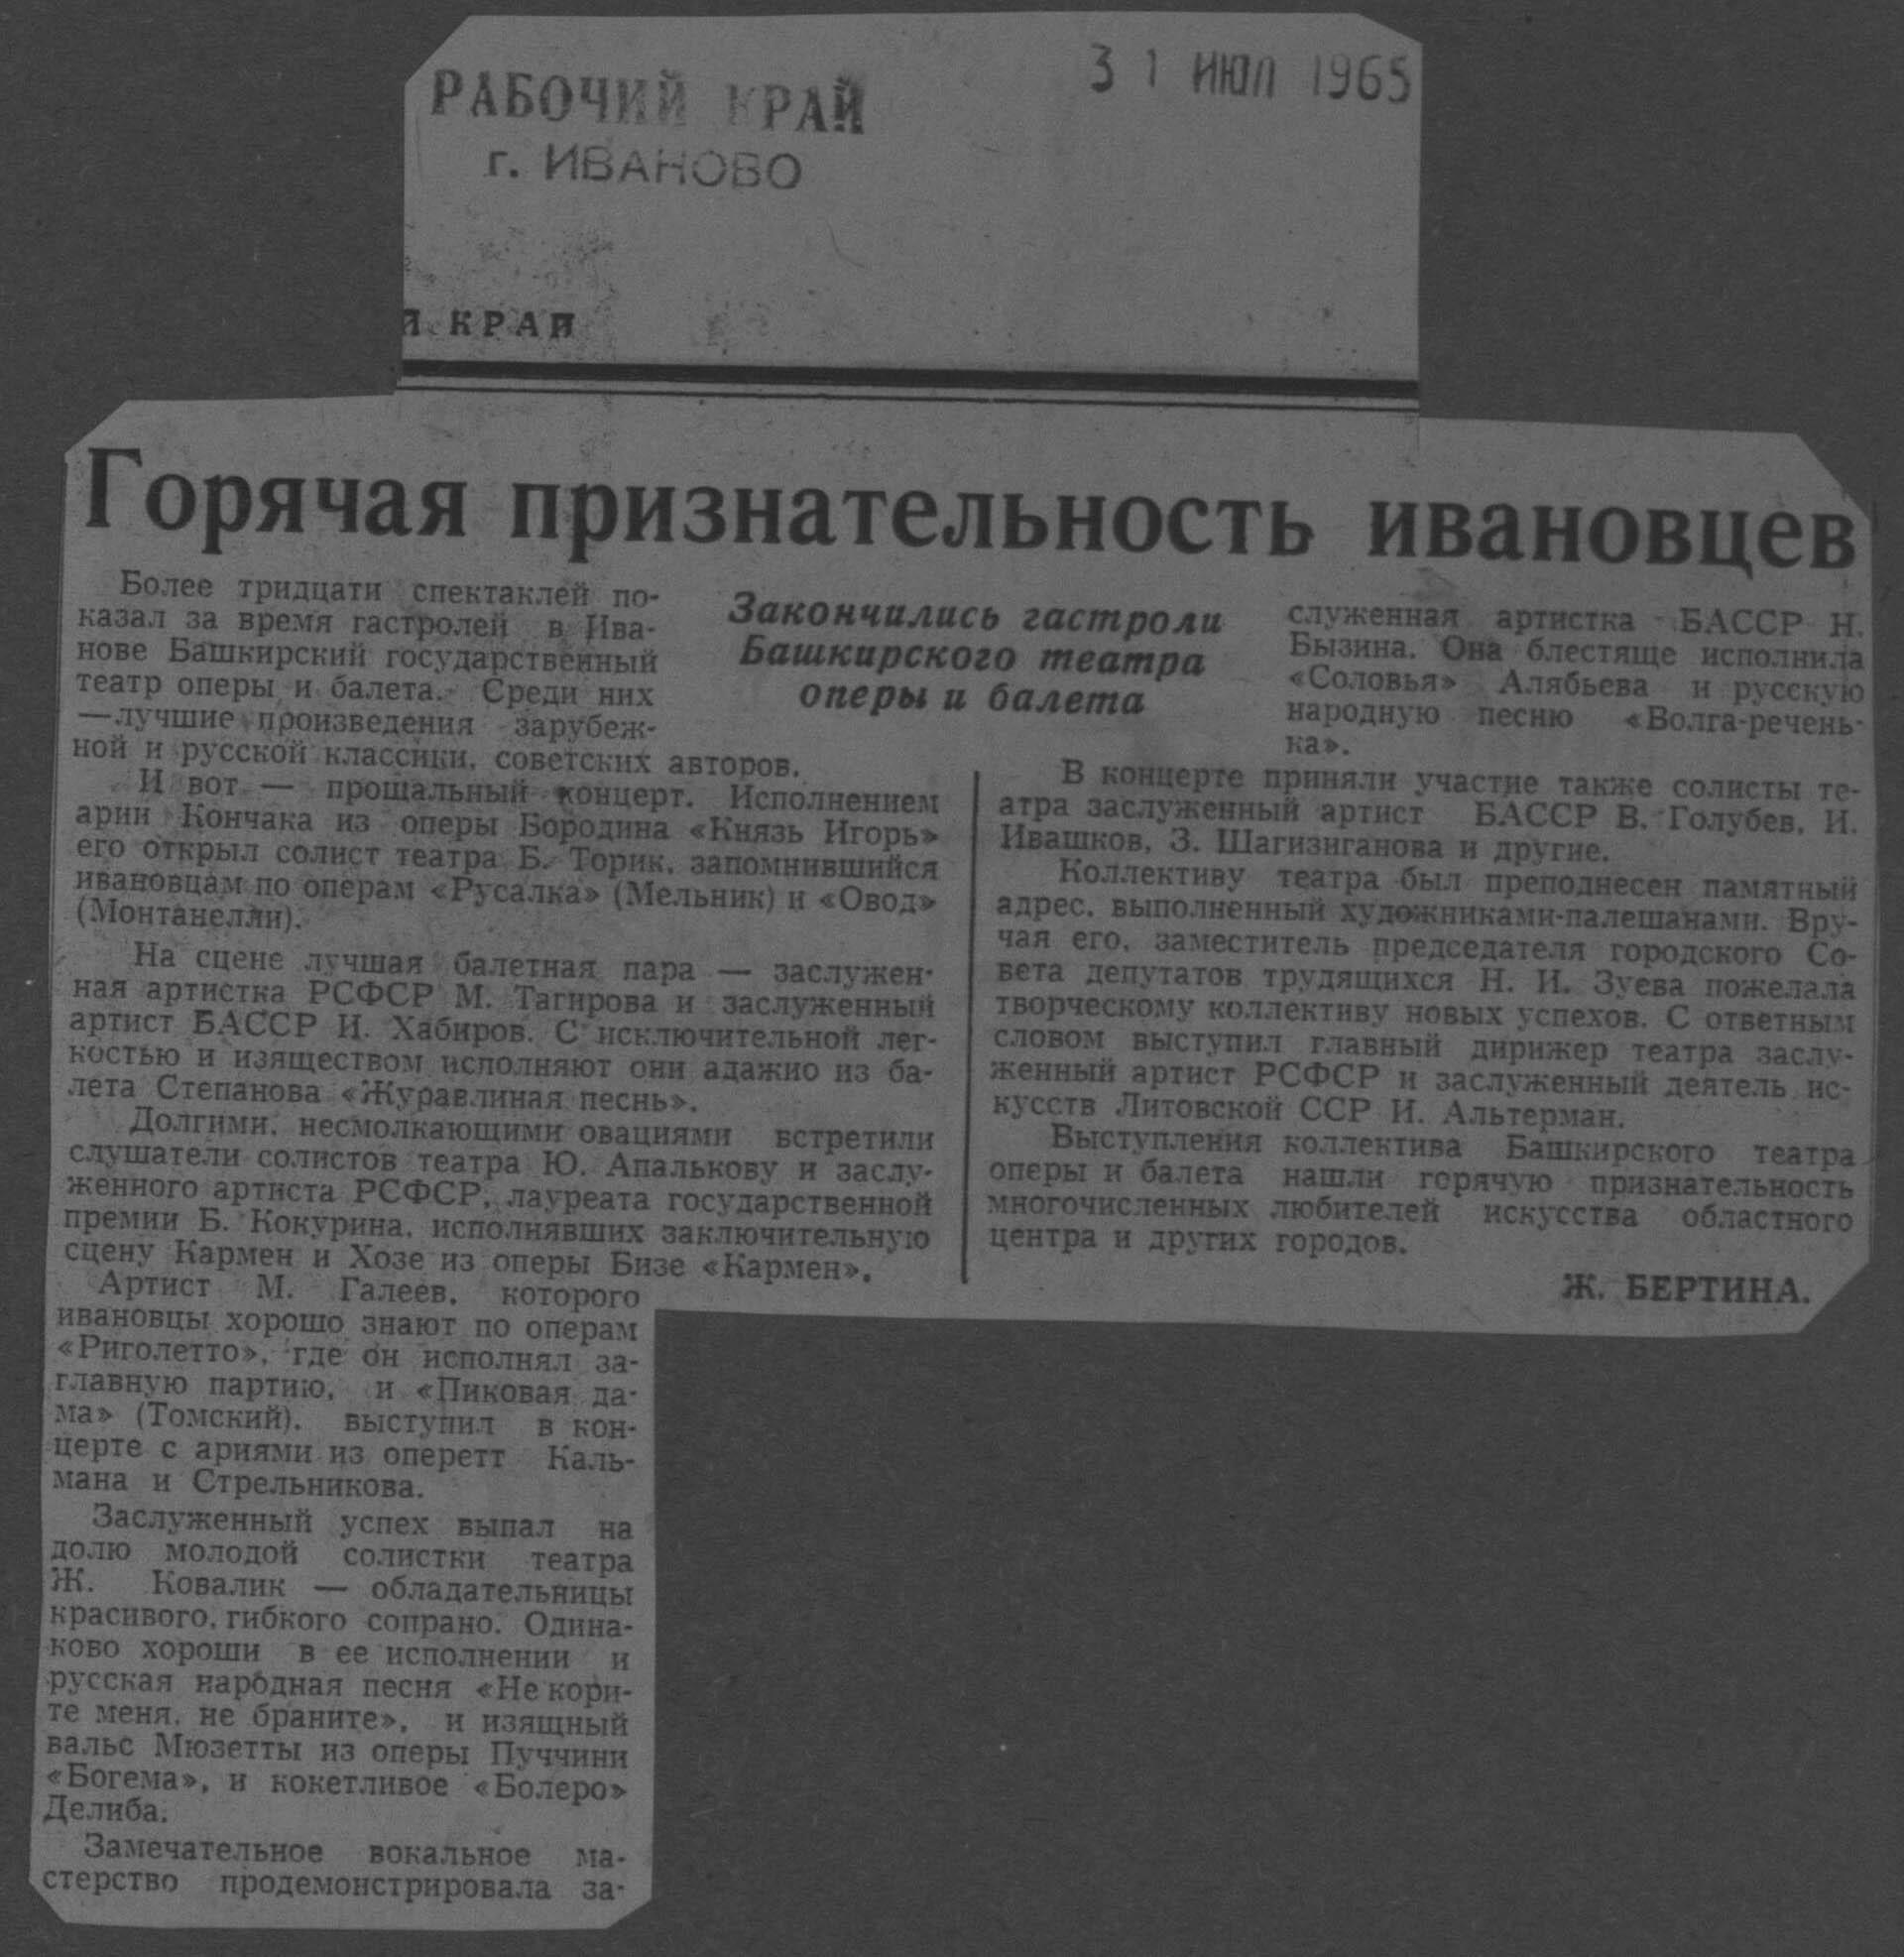 РАБОЧИЙ КРАЙ
г. ИВАНОВО
31 ИЮЛ 1965
Й КРАЙ
Горячая признательность ивановцев
Закончились гастроли
Башкирского театра
оперы и балета
Более тридцати спектаклей по-
казал за время гастролей в Ива-
нове Башкирский государственный
театр оперы и балета. Среди них
—лучшие произведения зарубеж-
ной и русской классики, советских авторов.
И вот — прощальный концерт. Исполнением
арии Кончака из оперы Бородина «Князь Игорь»
его открыл солист театра Б. Торик, запомнившийся
ивановцам по операм «Русалка» (Мельник) и «Овод»
(Монтанелли).
На сцене лучшая балетная пара — заслужен-
ная артистка РСФСР М. Тагирова и заслуженный
артист БАССР И. Хабиров. С исключительной лег-
костью и изяществом исполняют они адажио из ба-
лета Степанова «Журавлиная песнь».
Долгими, несмолкающими овациями встретили
слушатели солистов театра Ю. Апалькову и заслу-
женного артиста РСФСР, лауреата государственной
премии Б. Кокурина, исполнявших заключительную
сцену Кармен и Хозе из оперы Бизе «Кармен».
Артист М. Галеев, которого
ивановцы хорошо знают по операм
«Риголетто», где он исполнял за-
главную партию, и «Пиковая да-
ма» (Томский), выступил в кон-
церте с ариями из оперетт Каль-
мана и Стрельникова.
Заслуженный успех выпал на
долю молодой солистки театра
Ж. Ковалик — обладательницы
красивого, гибкого сопрано. Одина-
ково хороши в ее исполнении и
русская народная песня «Не кори-
те меня, не браните», и изящный
вальс Мюзетты из оперы Пуччини
«Богема», и кокетливое «Болеро»
Делиба.
Замечательное вокальное ма-
стерство продемонстрировала за-
служенная артистка БАССР Н.
Бызина. Она блестяще исполнила
«Соловья» Алябьева и русскую
народную песню «Волга-речень-
ка».
В концерте приняли участие также солисты те-
атра заслуженный артист БАССР В. Голубев, И.
Ивашков, З. Шагизиганова и другие.
Коллективу театра был преподнесен памятный
адрес, выполненный художниками-палешанами. Вру-
чая его, заместитель председателя городского Со-
вета депутатов трудящихся Н. И. Зуева пожелала
творческому коллективу новых успехов. С ответным
словом выступил главный дирижер театра заслу-
женный артист РСФСР и заслуженный деятель ис-
кусств Литовской ССР И. Альтерман.
Выступления коллектива Башкирского театра
оперы и балета нашли горячую признательность
многочисленных любителей искусства областного
центра и других городов.
Ж. БЕРТИНА.